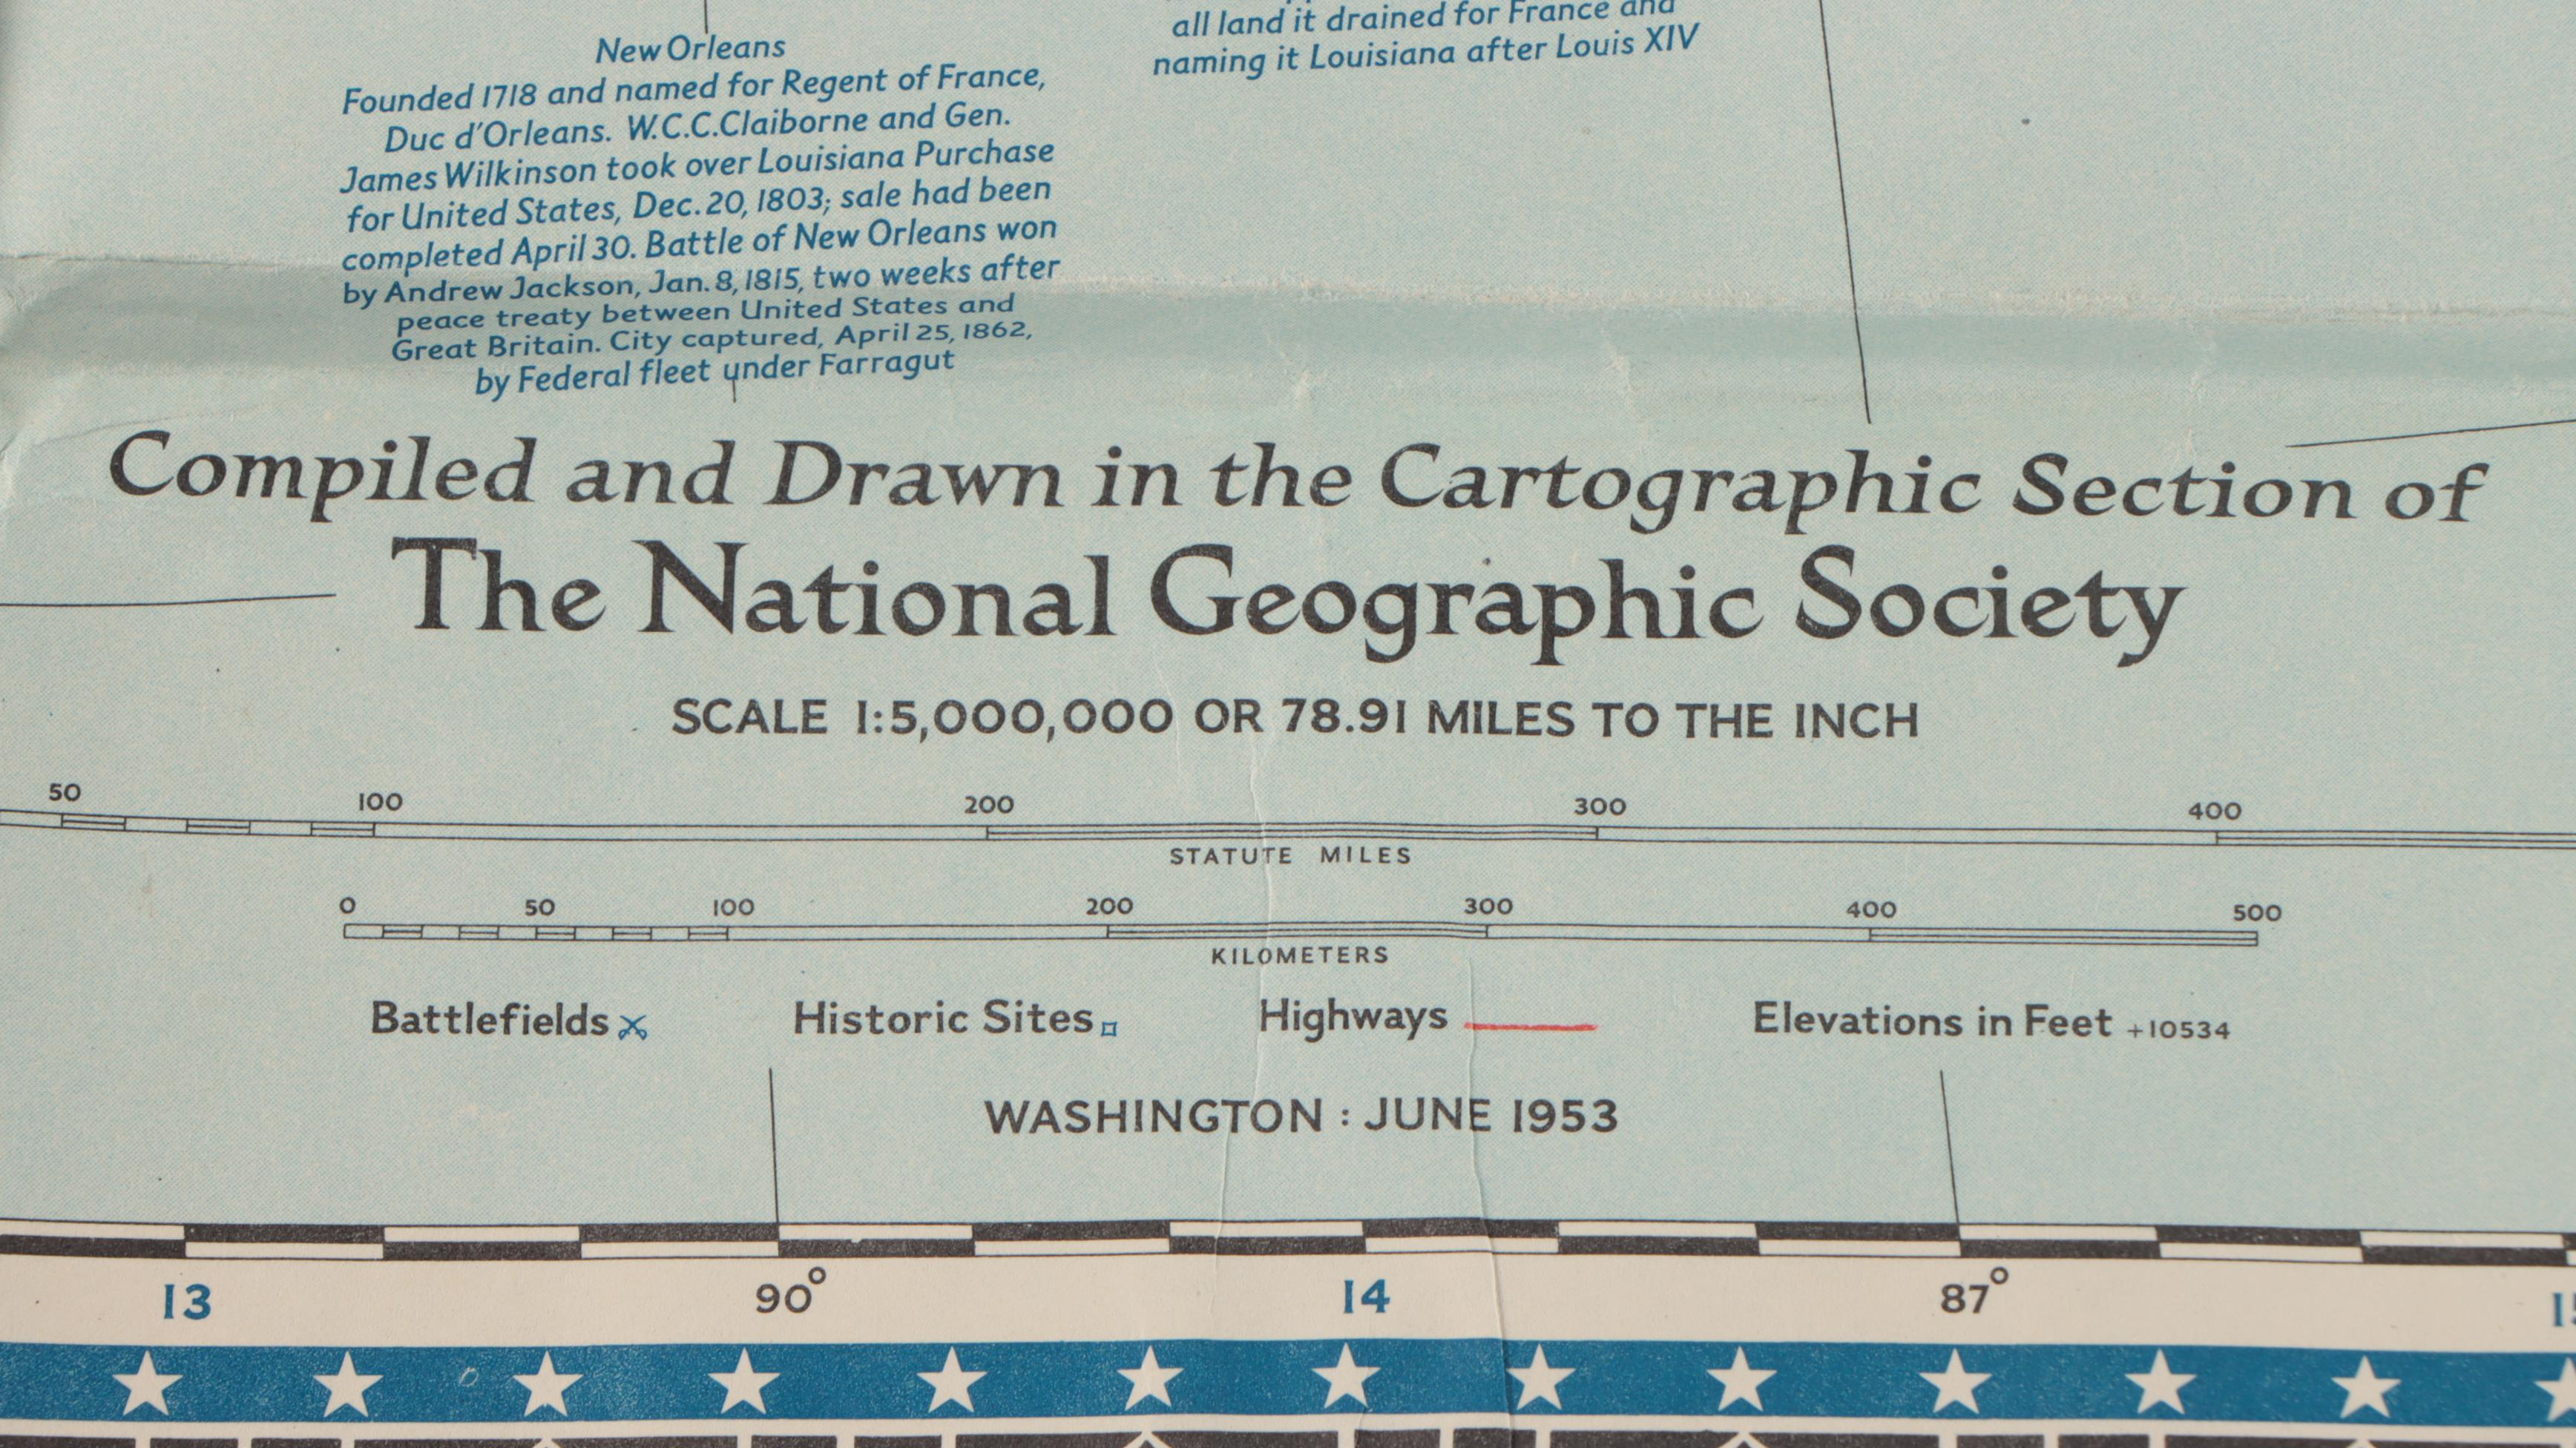 New Orleans
Founded 1718 and named for Regent of France,
Duc d'Orleans. W.C.C.Claiborne and Gen.
James Wilkinson took over Louisiana Purchase
for United States, Dec. 20, 1803; sale had been
completed April 30. Battle of New Orleans won
by Andrew Jackson, Jan. 8, 1815, two weeks after
peace treaty between United States and
Great Britain. City captured, April 25, 1862,
by Federal fleet under Farragut
all land it drained for France and
naming it Louisiana after Louis XIV
Compiled and Drawn in the Cartographic Section of
The National Geographic Society
SCALE 1:5,000,000 OR 78.91 MILES TO THE INCH
50 100 200 300 400
STATUTE MILES
0 50 100 200 300 400 500
KILOMETERS
Battlefields Historic Sites Highways Elevations in Feet +10534
WASHINGTON : JUNE 1953
13 90° 14 87°